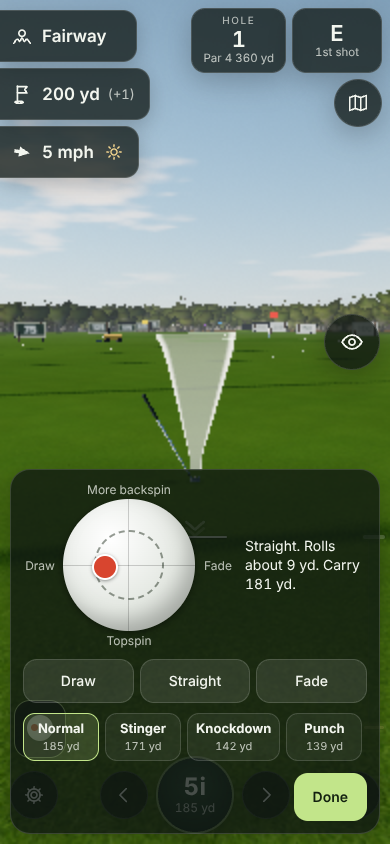 Fairway
HOLE
1
Par 4 360 yd
E
1st shot
200 yd (+1)
5 mph
75
More backspin
Draw
Fade
Straight. Rolls
about 9 yd. Carry
181 yd.
Topspin
Draw
Straight
Fade
Normal
185 yd
Stinger
171 yd
Knockdown
142 yd
Punch
139 yd
5i
185 yd
Done